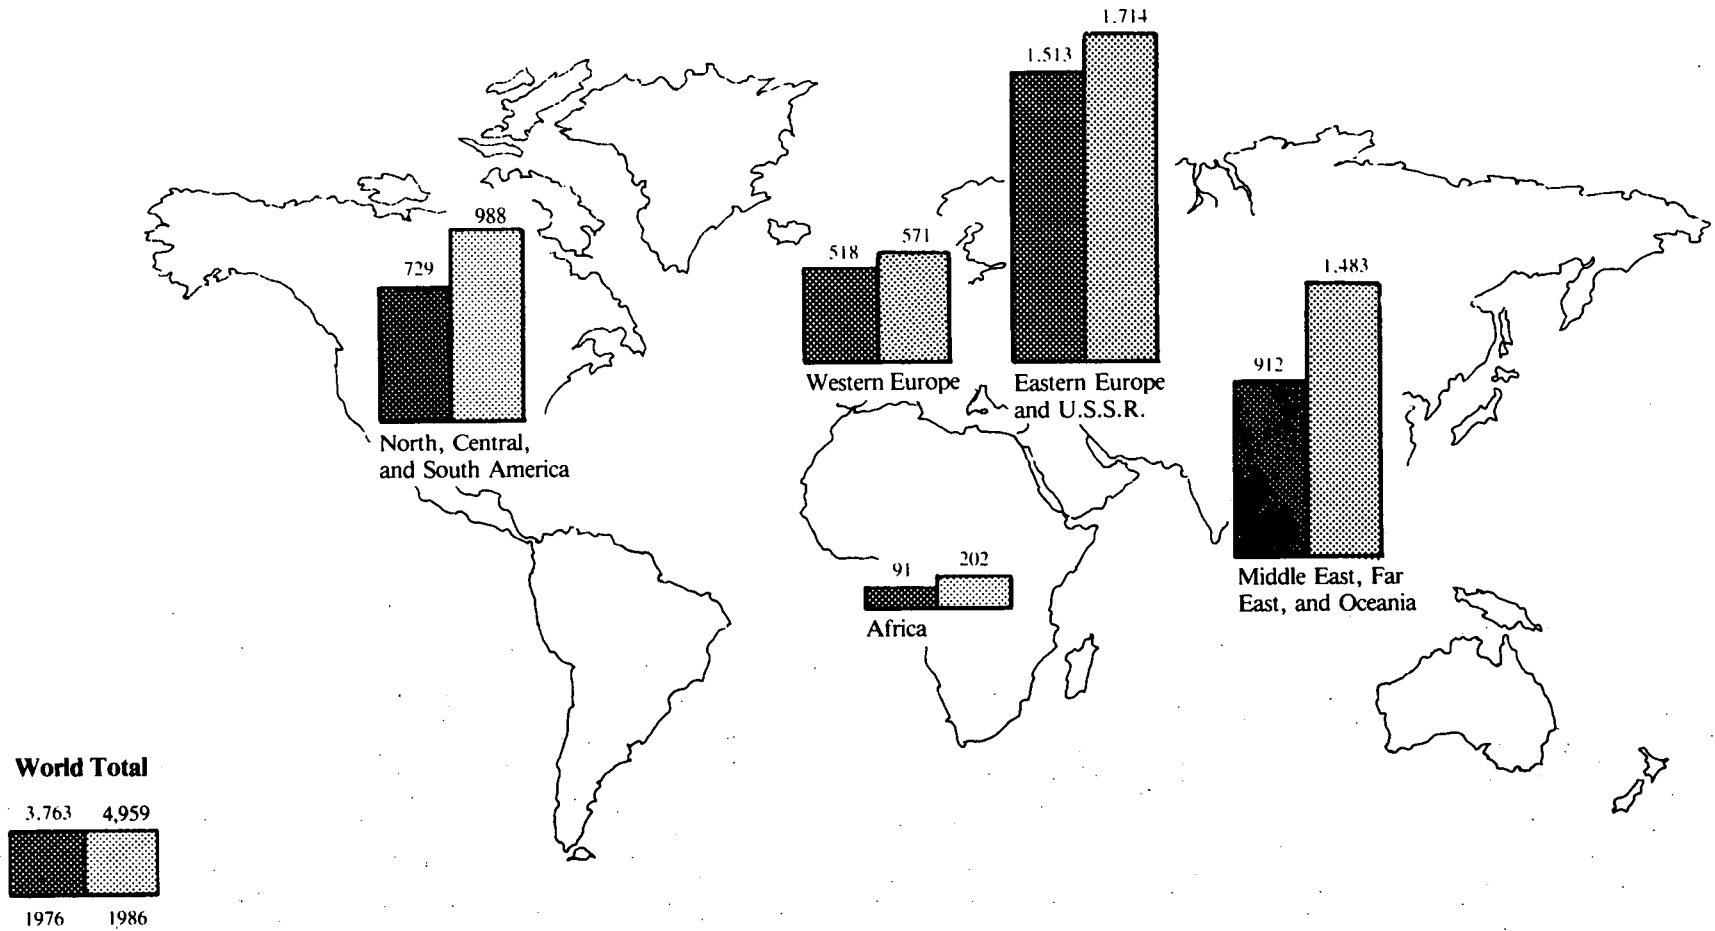 1.714
1.513
988
729
518
571
1.483
912
Western Europe
Eastern Europe
and U.S.S.R.
North, Central,
and South America
91
202
Africa
Middle East, Far
East, and Oceania
World Total
3.763 4,959
1976 1986